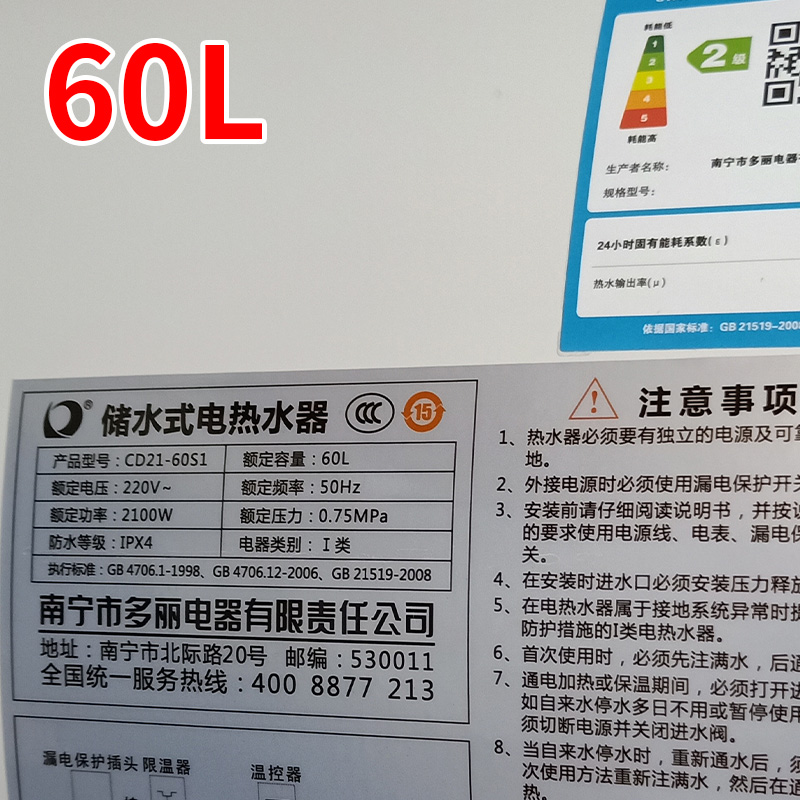 60L
耗能低
1
2
3
4
5
耗能高
2级
生产者名称:
南宁市多丽电器
规格型号:
24小时固有能耗系数(ε)
热水输出率(μ)
依据国家标准: GB 21519-2008
储水式电热水器
CCC
15
产品型号: CD21-60S1
额定容量: 60L
额定电压: 220V~
额定频率: 50Hz
额定功率: 2100W
额定压力: 0.75MPa
防水等级: IPX4
电器类别: I类
执行标准: GB 4706.1-1998、GB 4706.12-2006、GB 21519-2008
南宁市多丽电器有限责任公司
地址: 南宁市北际路20号 邮编: 530011
全国统一服务热线: 400 8877 213
漏电保护插头 限温器
温控器
注意事项
1、热水器必须要有独立的电源及可
地。
2、外接电源时必须使用漏电保护开
3、安装前请仔细阅读说明书，并按
的要求使用电源线、电表、漏电保
关。
4、在安装时进水口必须安装压力释
5、在电热水器属于接地系统异常时
防护措施的I类电热水器。
6、首次使用时，必须先注满水，后
7、通电加热或保温期间，必须打开
如自来水停水多日不用或暂停使用
须切断电源并关闭进水阀。
8、当自来水停水时，重新通水后，
次使用方法重新注满水，然后在
热。